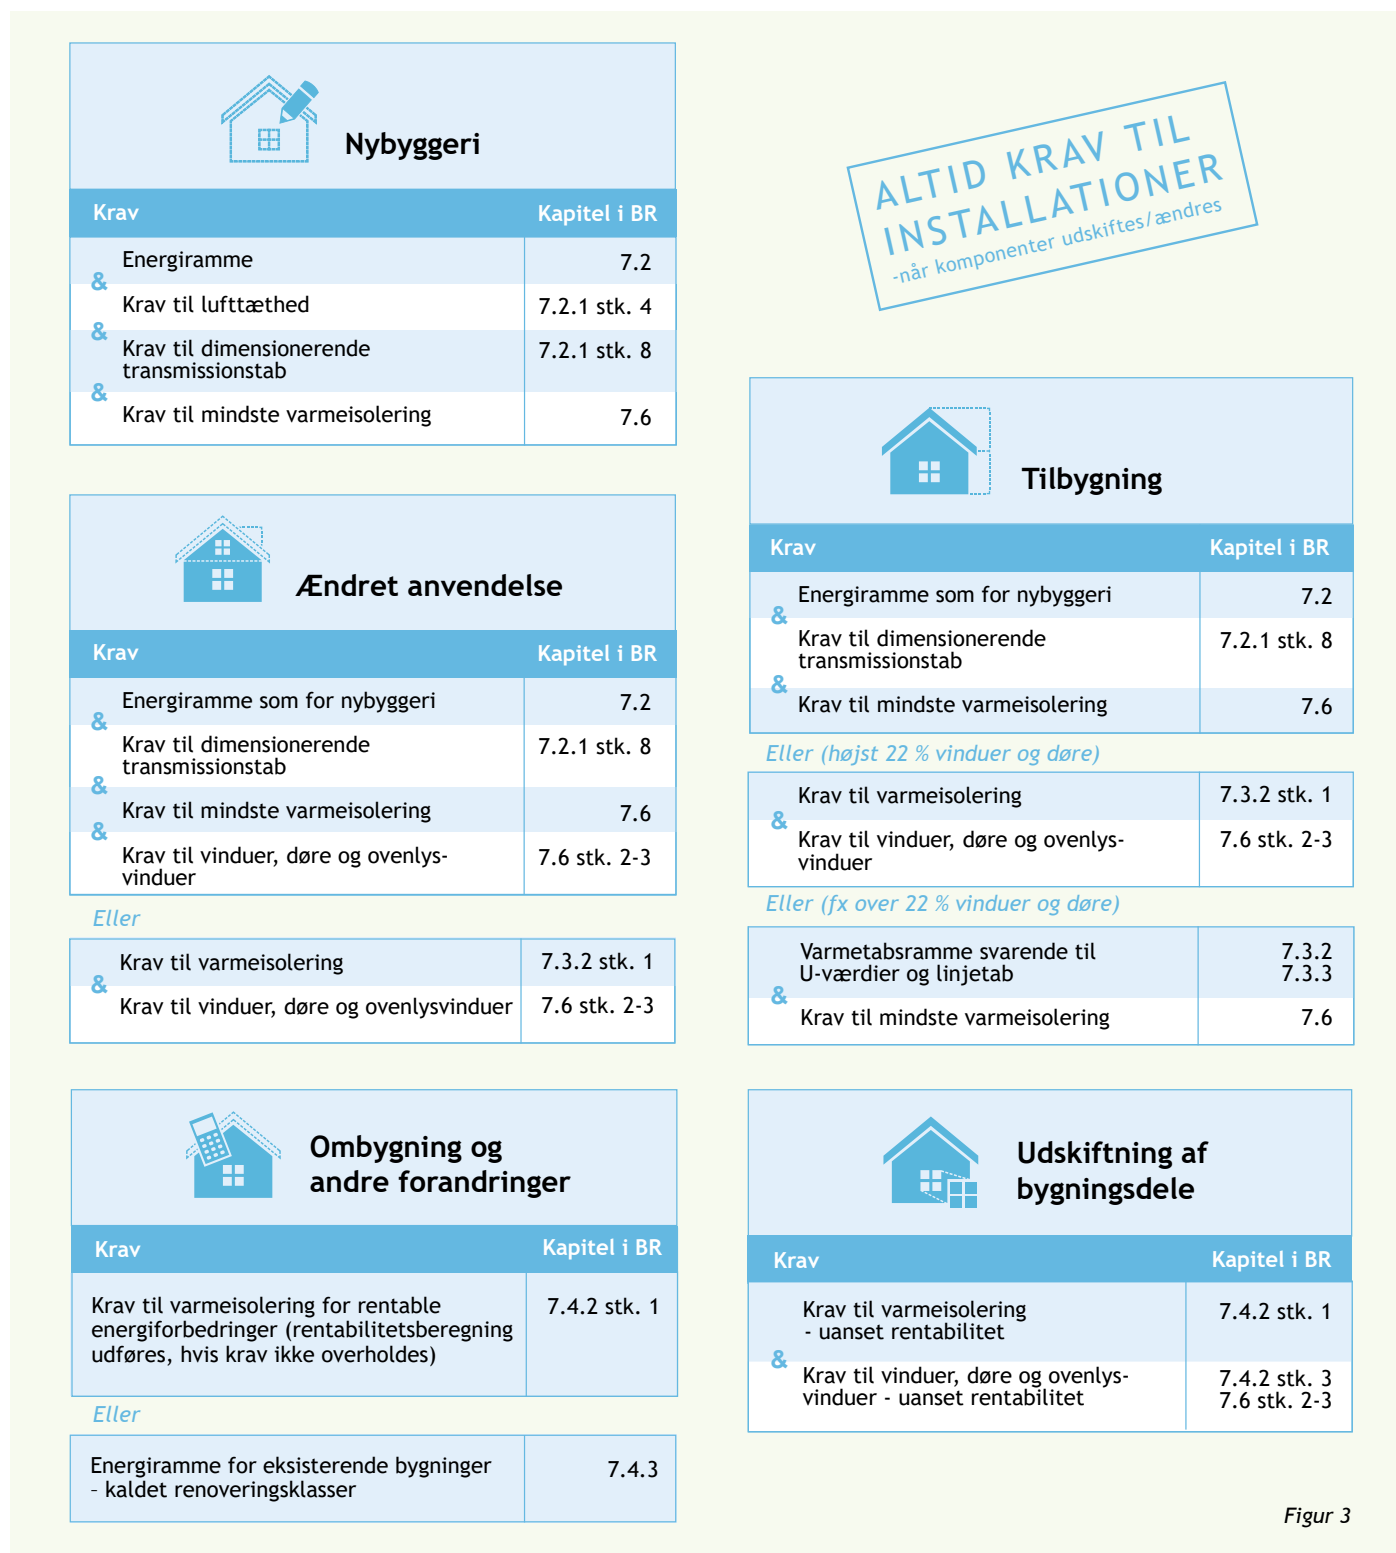 Nybyggeri
Krav Kapitel i BR
Energiramme 7.2
&
Krav til lufttæthed 7.2.1 stk. 4
&
Krav til dimensionerende 7.2.1 stk. 8
transmissionstab
&
Krav til mindste varmeisolering 7.6
ALTID KRAV TIL
INSTALLATIONER
-når komponenter udskiftes/ændres
Ændret anvendelse
Krav Kapitel i BR
Energiramme som for nybyggeri 7.2
&
Krav til dimensionerende 7.2.1 stk. 8
transmissionstab
&
Krav til mindste varmeisolering 7.6
&
Krav til vinduer, døre og ovenlys- 7.6 stk. 2-3
vinduer
Eller
Krav til varmeisolering 7.3.2 stk. 1
&
Krav til vinduer, døre og ovenlysvinduer 7.6 stk. 2-3
Tilbygning
Krav Kapitel i BR
Energiramme som for nybyggeri 7.2
&
Krav til dimensionerende 7.2.1 stk. 8
transmissionstab
&
Krav til mindste varmeisolering 7.6
Eller (højst 22 % vinduer og døre)
Krav til varmeisolering 7.3.2 stk. 1
&
Krav til vinduer, døre og ovenlys- 7.6 stk. 2-3
vinduer
Eller (fx over 22 % vinduer og døre)
Varmetabsramme svarende til 7.3.2
U-værdier og linjetab 7.3.3
&
Krav til mindste varmeisolering 7.6
Ombygning og
andre forandringer
Krav Kapitel i BR
Krav til varmeisolering for rentable 7.4.2 stk. 1
energiforbedringer (rentabilitetsberegning
udføres, hvis krav ikke overholdes)
Eller
Energiramme for eksisterende bygninger 7.4.3
– kaldet renoveringsklasser
Udskiftning af
bygningsdele
Krav Kapitel i BR
Krav til varmeisolering 7.4.2 stk. 1
- uanset rentabilitet
&
Krav til vinduer, døre og ovenlys- 7.4.2 stk. 3
vinduer - uanset rentabilitet 7.6 stk. 2-3
Figur 3